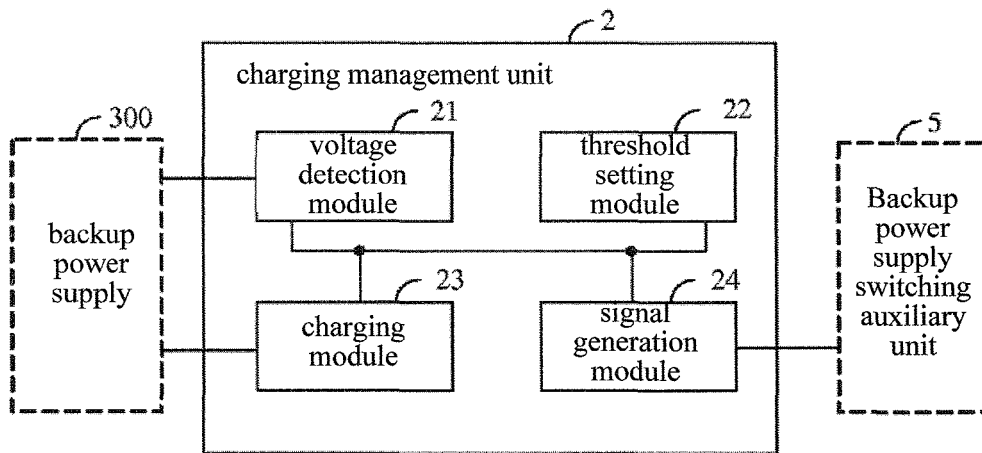 2
charging management unit
300
21
22
5
voltage
detection
module
threshold
setting
module
backup
power
supply
Backup
power
supply
switching
auxiliary
unit
23
24
charging
module
signal
generation
module